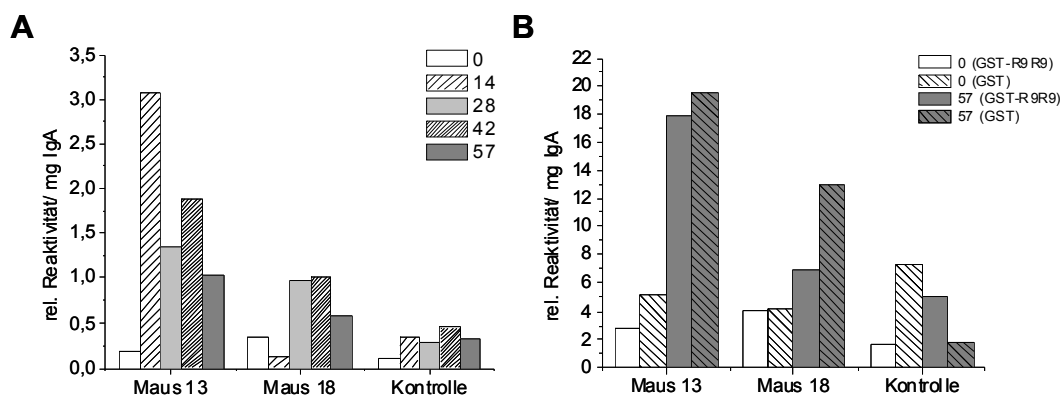 A
rel. Reaktivität/ mg IgA
3,5
3,0
2,5
2,0
1,5
1,0
0,5
0,0
0
14
28
42
57
Maus 13 Maus 18 Kontrolle
B
rel. Reaktivität/ mg IgA
22
20
18
16
14
12
10
8
6
4
2
0
0 (GST-R9R9)
0 (GST)
57 (GST-R9R9)
57 (GST)
Maus 13 Maus 18 Kontrolle